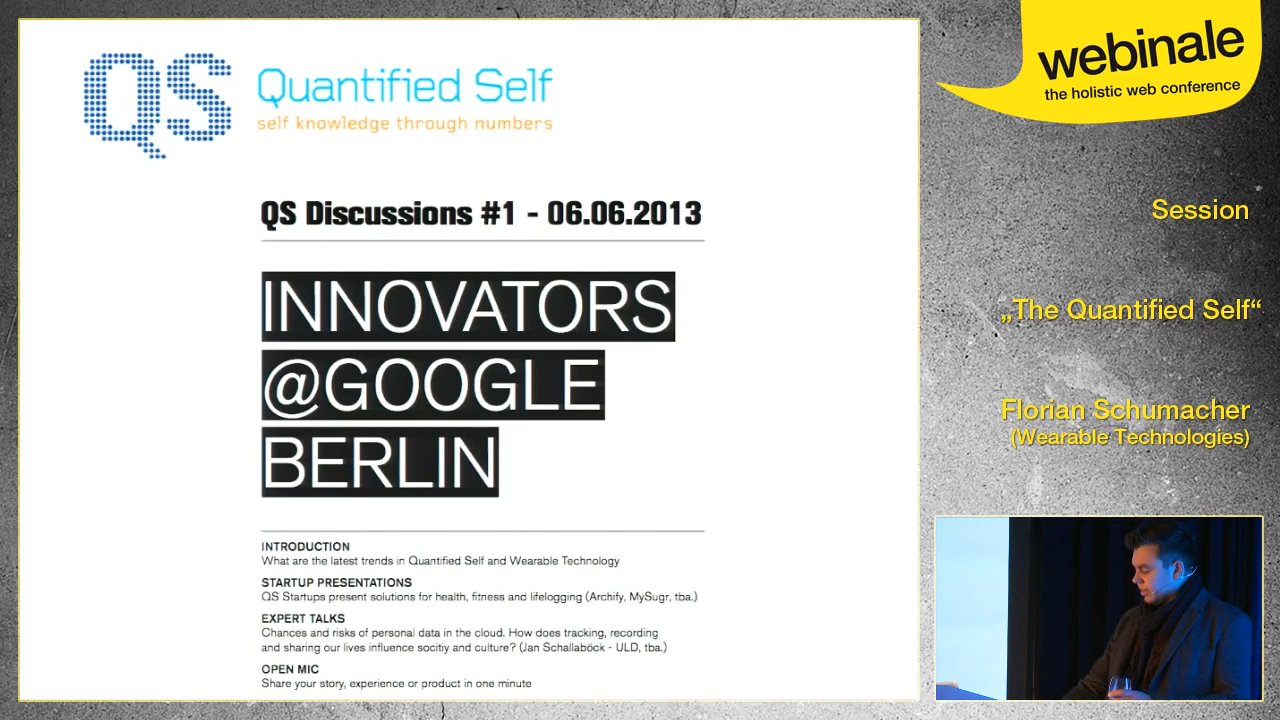 QS Quantified Self
self knowledge through numbers
QS Discussions #1 - 06.06.2013
INNOVATORS
@GOOGLE
BERLIN
INTRODUCTION
What are the latest trends in Quantified Self and Wearable Technology
STARTUP PRESENTATIONS
QS Startups present solutions for health, fitness and lifelogging (Archify, MySugr, tba.)
EXPERT TALKS
Chances and risks of personal data in the cloud. How does tracking, recording
and sharing our lives influence socitiy and culture? (Jan Schallaböck - ULD, tba.)
OPEN MIC
Share your story, experience or product in one minute
webinale
the holistic web conference
Session
„The Quantified Self“
Florian Schumacher
(Wearable Technologies)